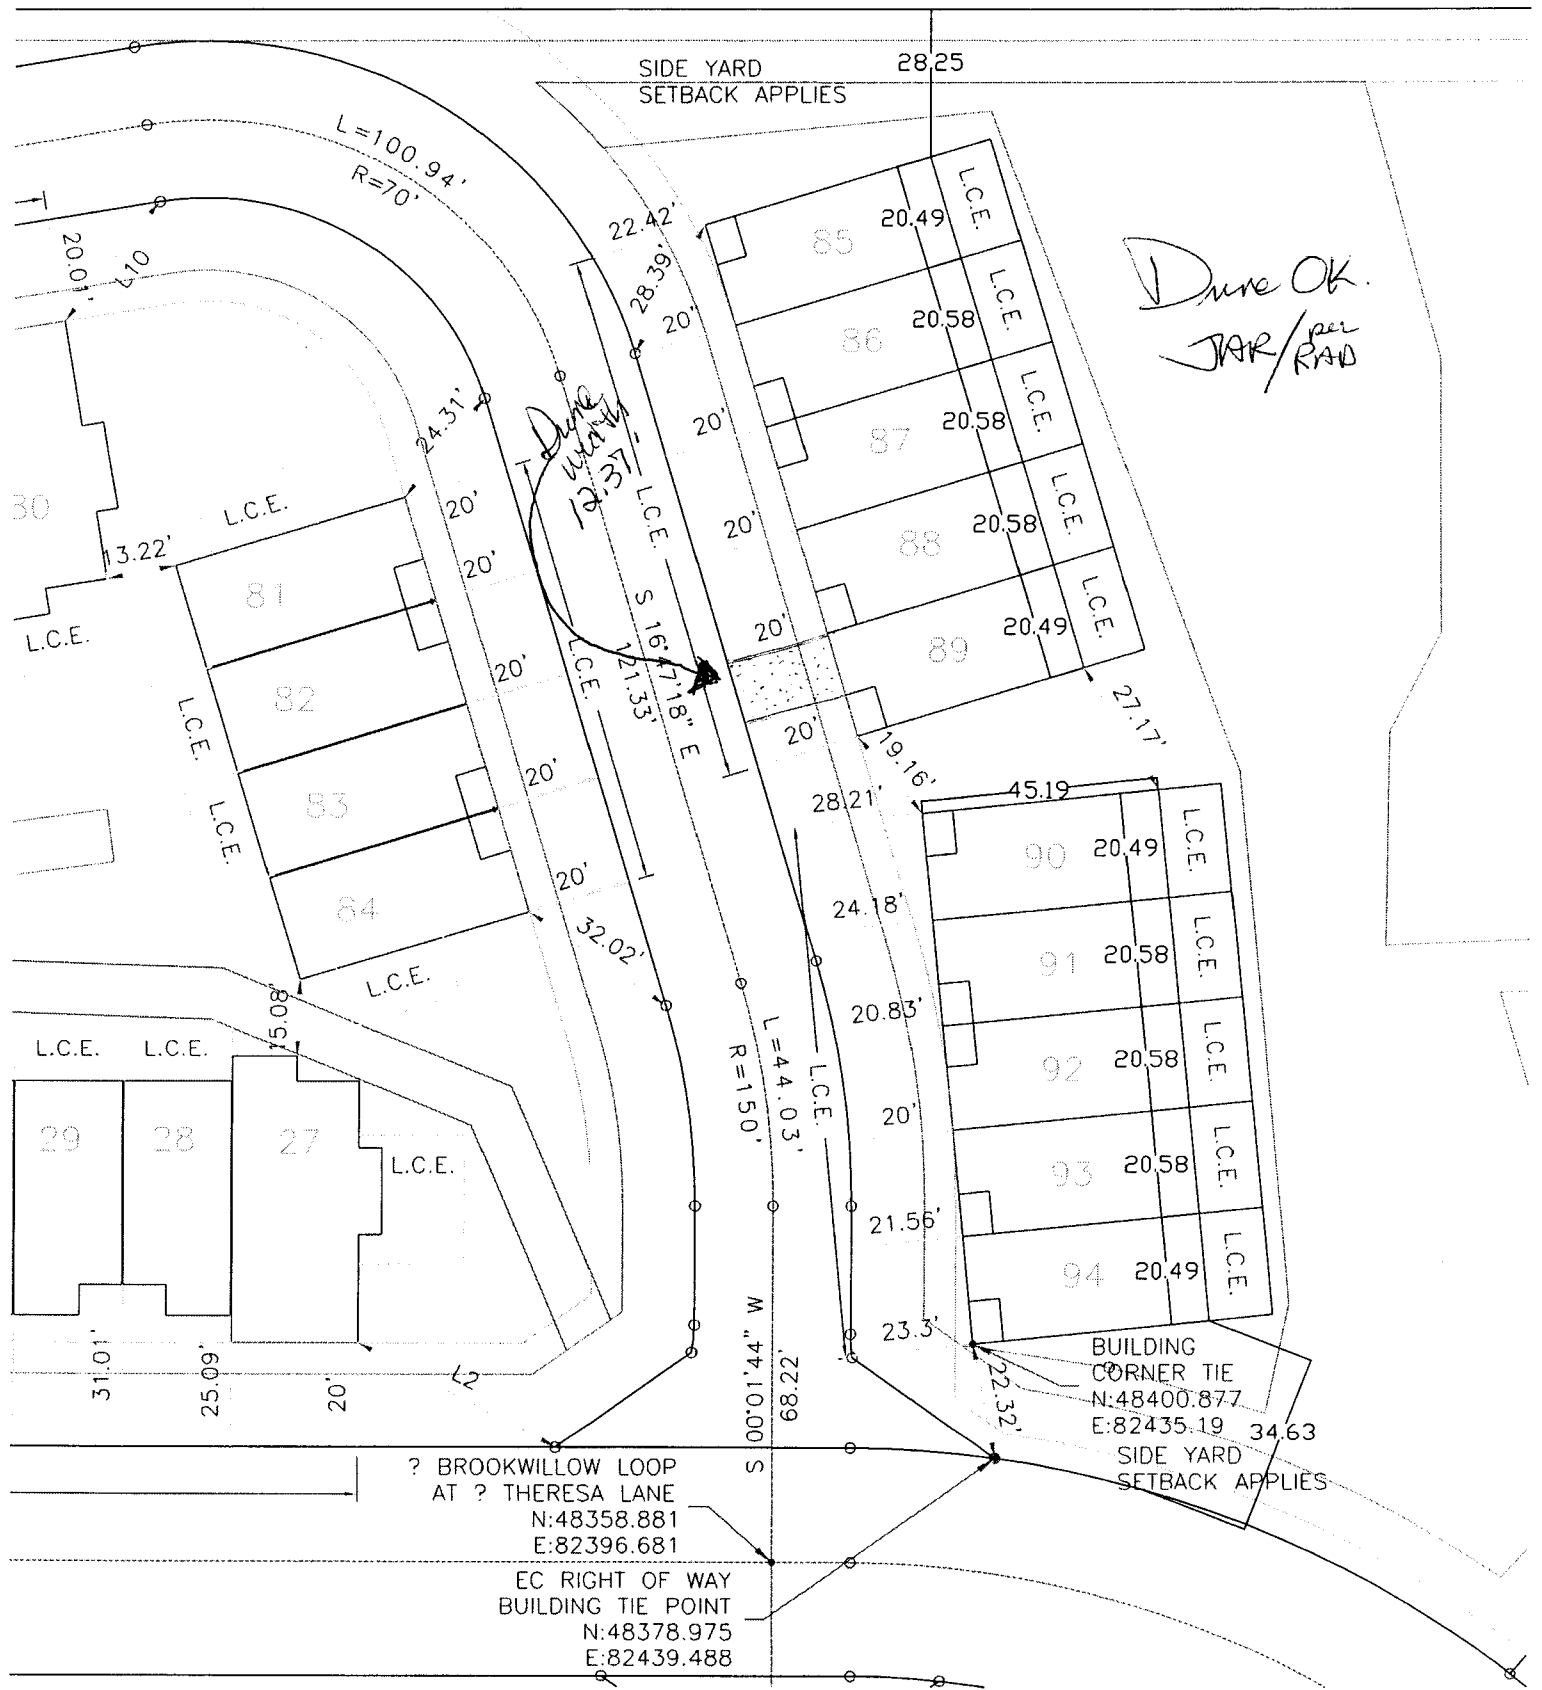 SIDE YARD
SETBACK APPLIES
28.25
L=100.94'
R=70'
22.42'
28.39'
20.01'
L10
85
20.49
L.C.E.
86
20.58
L.C.E.
87
20.58
L.C.E.
88
20.58
L.C.E.
89
20.49
L.C.E.
OK.
JAR/per
RAD
20'
20'
20'
20'
20'
24.31'
width
12.37'
L.C.E.
S 16°47'18" E
121.33'
L.C.E.
30
13.22'
L.C.E.
L.C.E.
81
82
83
84
20'
20'
20'
20'
20'
L.C.E.
L.C.E.
L.C.E.
32.02'
15.08'
27.17'
19.16'
28.21'
45.19
24.18'
20.83'
20'
21.56'
23.3'
90
20.49
L.C.E.
91
20.58
L.C.E.
92
20.58
L.C.E.
93
20.58
L.C.E.
94
20.49
L.C.E.
L=44.03'
R=150'
L.C.E.
L.C.E.
L.C.E.
29
28
27
L.C.E.
31.01'
25.09'
20'
L2
S 00°01'44" W
68.22'
22.32'
BUILDING
CORNER TIE
N:48400.877
E:82435.19
34.63
SIDE YARD
SETBACK APPLIES
? BROOKWILLOW LOOP
AT ? THERESA LANE
N:48358.881
E:82396.681
EC RIGHT OF WAY
BUILDING TIE POINT
N:48378.975
E:82439.488